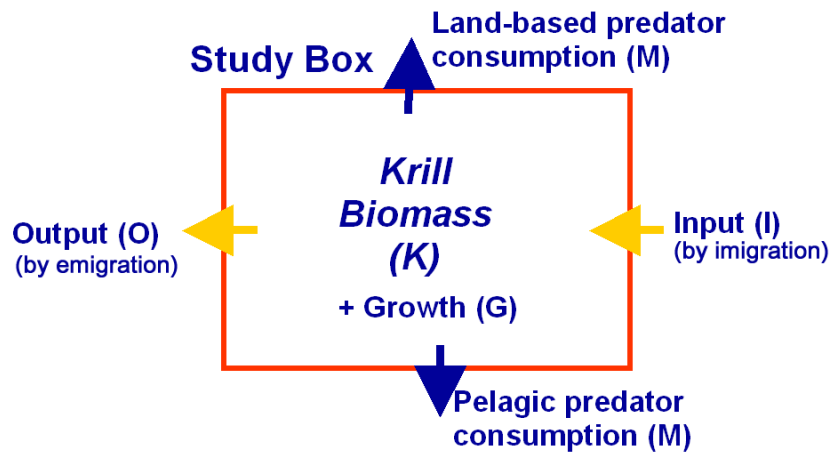 Land-based predator
consumption (M)
Study Box
Krill
Biomass
(K)
+ Growth (G)
Output (O)
(by emigration)
Input (I)
(by imigration)
Pelagic predator
consumption (M)